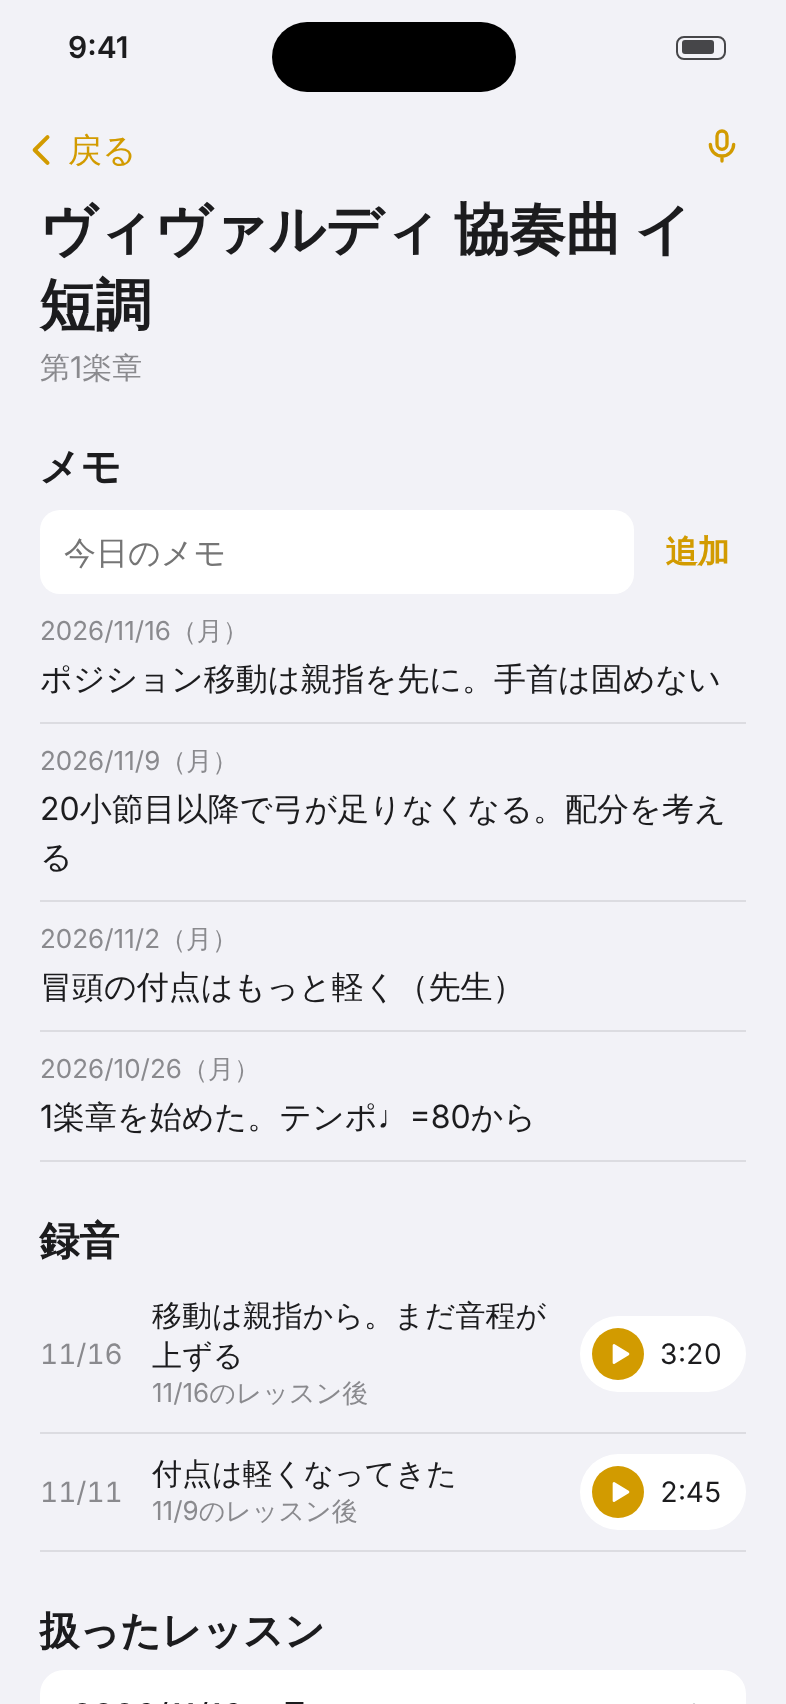 9:41
戻る
ヴィヴァルディ 協奏曲 イ
短調
第1楽章
メモ
今日のメモ
追加
2026/11/16（月）
ポジション移動は親指を先に。手首は固めない
2026/11/9（月）
20小節目以降で弓が足りなくなる。配分を考え
る
2026/11/2（月）
冒頭の付点はもっと軽く（先生）
2026/10/26（月）
1楽章を始めた。テンポ♩=80から
録音
11/16
移動は親指から。まだ音程が
上ずる
11/16のレッスン後
3:20
11/11
付点は軽くなってきた
11/9のレッスン後
2:45
扱ったレッスン